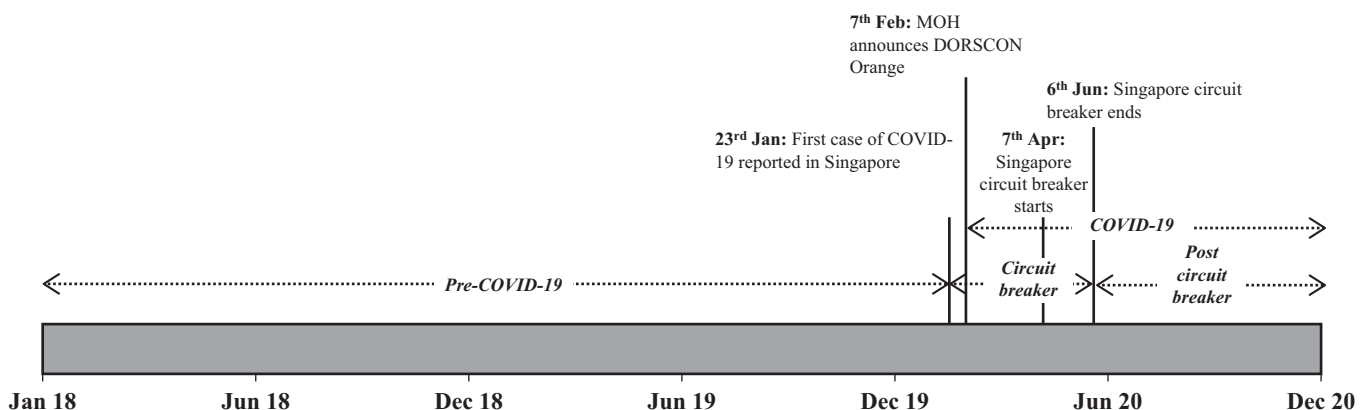 7th Feb: MOH
announces DORSCON
Orange
6th Jun: Singapore circuit
breaker ends
23rd Jan: First case of COVID-
19 reported in Singapore
7th Apr:
Singapore
circuit breaker
starts
COVID-19
Pre-COVID-19
Circuit
breaker
Post
circuit
breaker
Jan 18
Jun 18
Dec 18
Jun 19
Dec 19
Jun 20
Dec 20